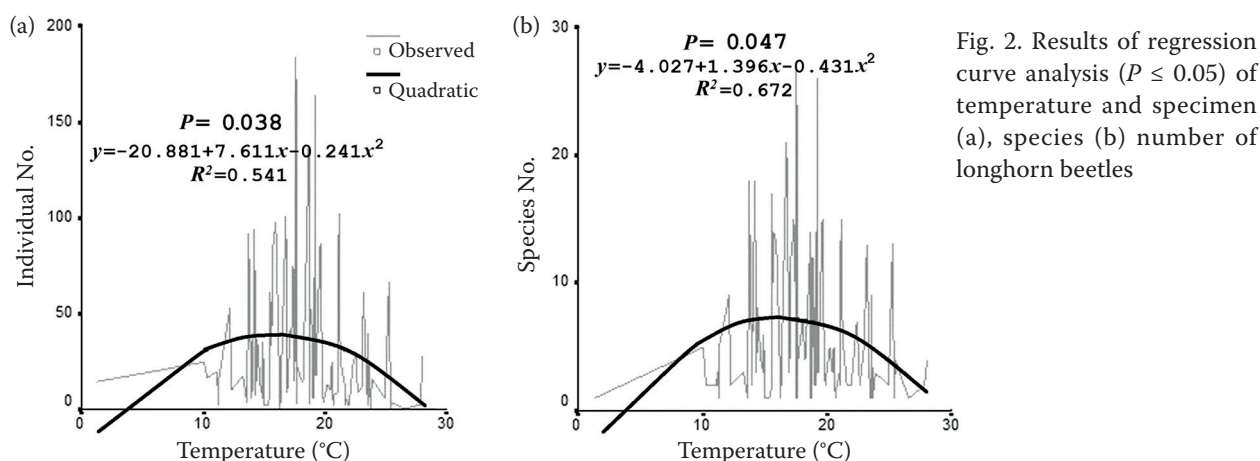 (a)
200
150
100
50
0
Individual No.
Observed
Quadratic
P= 0.038
y=-20.881+7.611x-0.241x²
R²=0.541
0 10 20 30
Temperature (°C)
(b)
30
20
10
0
Species No.
P= 0.047
y=-4.027+1.396x-0.431x²
R²=0.672
0 10 20 30
Temperature (°C)
Fig. 2. Results of regression
curve analysis (P ≤ 0.05) of
temperature and specimen
(a), species (b) number of
longhorn beetles